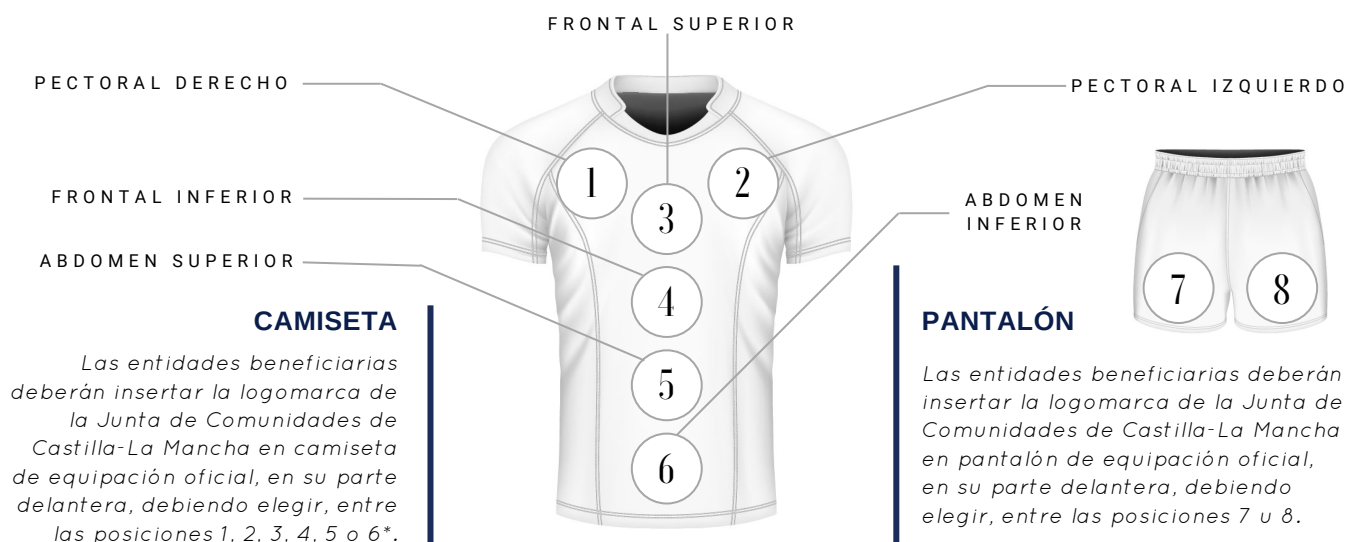 FRONTAL SUPERIOR
PECTORAL DERECHO
PECTORAL IZQUIERDO
1
2
3
FRONTAL INFERIOR
ABDOMEN
INFERIOR
ABDOMEN SUPERIOR
4
5
6
7
8
CAMISETA
Las entidades beneficiarias
deberán insertar la logomarca de
la Junta de Comunidades de
Castilla-La Mancha en camiseta
de equipación oficial, en su parte
delantera, debiendo elegir, entre
las posiciones 1, 2, 3, 4, 5 o 6*.
PANTALÓN
Las entidades beneficiarias deberán
insertar la logomarca de la Junta de
Comunidades de Castilla-La Mancha
en pantalón de equipación oficial,
en su parte delantera, debiendo
elegir, entre las posiciones 7 u 8.